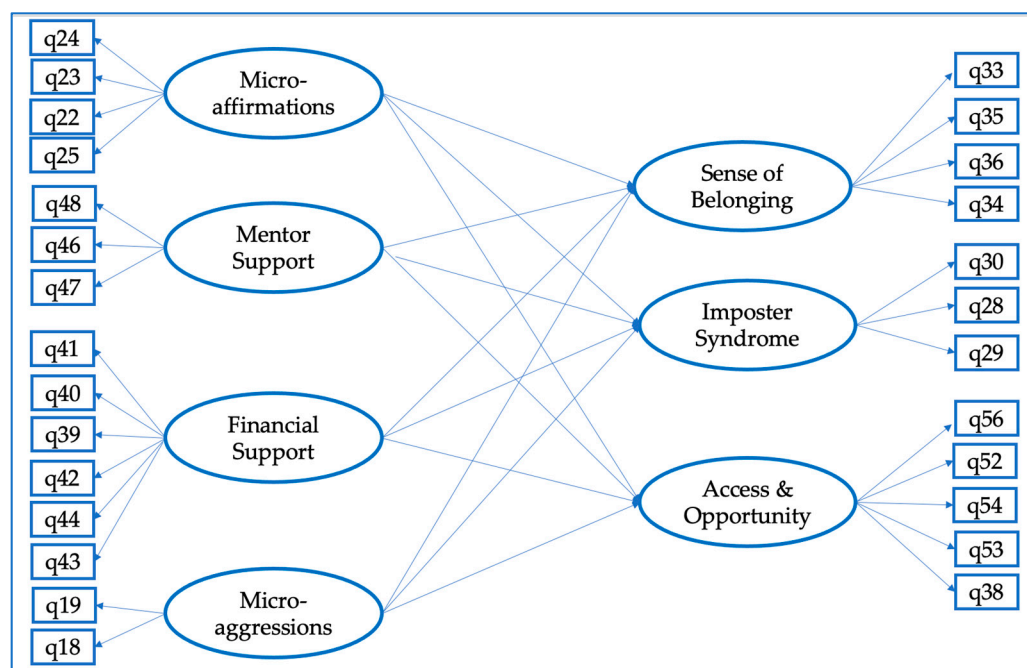 q24
q23
q22
q25
q48
q46
q47
q41
q40
q39
q42
q44
q43
q19
q18
Micro-
affirmations
Mentor
Support
Financial
Support
Micro-
aggressions
Sense of
Belonging
Imposter
Syndrome
Access &
Opportunity
q33
q35
q36
q34
q30
q28
q29
q56
q52
q54
q53
q38